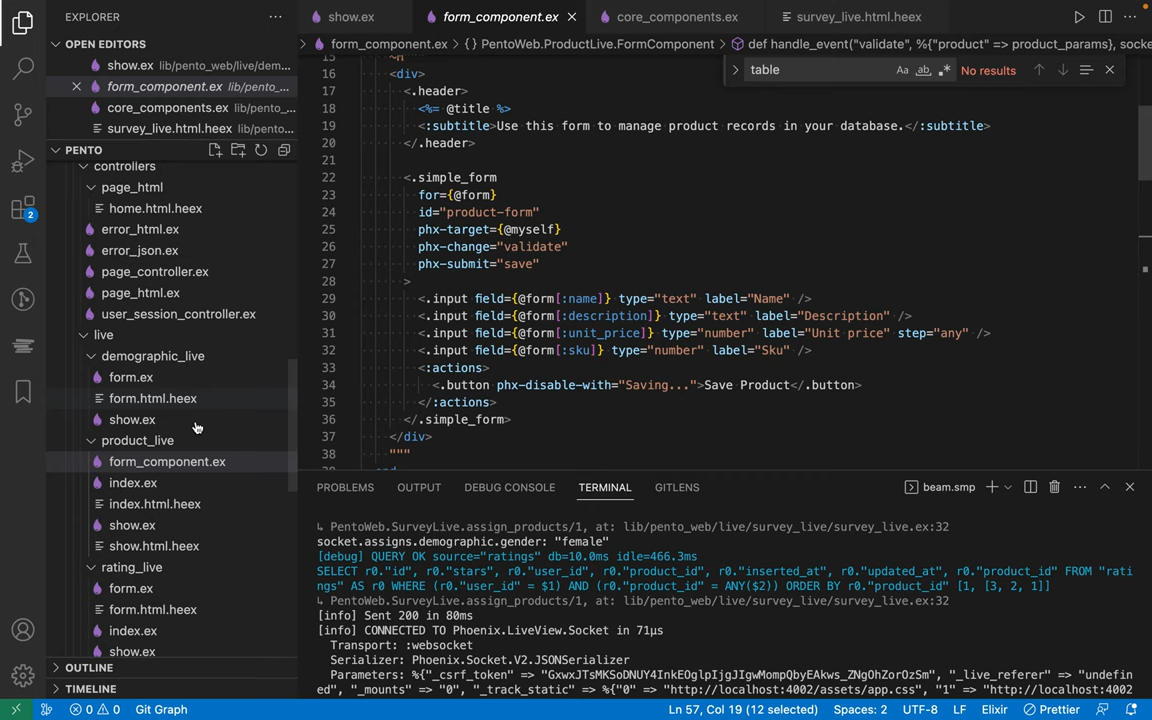 EXPLORER
show.ex
form_component.ex
core_components.ex
survey_live.html.heex
OPEN EDITORS
form_component.ex
{ } PentoWeb.ProductLive.FormComponent
def handle_event("validate", %{"product" => product_params}, socke
show.ex lib/pento_web/live/dem...
form_component.ex lib/pento_...
core_components.ex lib/pento_...
survey_live.html.heex lib/pento...
table
Aa
ab
No results
PENTO
controllers
page_html
home.html.heex
error_html.ex
error_json.ex
page_controller.ex
page_html.ex
user_session_controller.ex
live
demographic_live
form.ex
form.html.heex
show.ex
product_live
form_component.ex
index.ex
index.html.heex
show.ex
show.html.heex
rating_live
form.ex
form.html.heex
index.ex
show.ex
OUTLINE
TIMELINE
2
16 <div>
17 <.header>
18 <%= @title %>
19 <:subtitle>Use this form to manage product records in your database.</:subtitle>
20 </.header>
21
22 <.simple_form
23 for={@form}
24 id="product-form"
25 phx-target={@myself}
26 phx-change="validate"
27 phx-submit="save"
28 >
29 <.input field={@form[:name]} type="text" label="Name" />
30 <.input field={@form[:description]} type="text" label="Description" />
31 <.input field={@form[:unit_price]} type="number" label="Unit price" step="any" />
32 <.input field={@form[:sku]} type="number" label="Sku" />
33 <:actions>
34 <.button phx-disable-with="Saving...">Save Product</.button>
35 </:actions>
36 </.simple_form>
37 </div>
38 """
PROBLEMS OUTPUT DEBUG CONSOLE TERMINAL GITLENS
beam.smp
↳ PentoWeb.SurveyLive.assign_products/1, at: lib/pento_web/live/survey_live/survey_live.ex:32
socket.assigns.demographic.gender: "female"
[debug] QUERY OK source="ratings" db=10.0ms idle=466.3ms
SELECT r0."id", r0."stars", r0."user_id", r0."product_id", r0."inserted_at", r0."updated_at", r0."product_id" FROM "rati
ngs" AS r0 WHERE (r0."user_id" = $1) AND (r0."product_id" = ANY($2)) ORDER BY r0."product_id" [1, [3, 2, 1]]
↳ PentoWeb.SurveyLive.assign_products/1, at: lib/pento_web/live/survey_live/survey_live.ex:32
[info] Sent 200 in 80ms
[info] CONNECTED TO Phoenix.LiveView.Socket in 71µs
Transport: :websocket
Serializer: Phoenix.Socket.V2.JSONSerializer
Parameters: %{"_csrf_token" => "GxwxJTsMKSoDNUY4InkEOglpIjgJIgwMompQbyEAkws_ZNgOhZorOzSm", "_live_referer" => "undefin
ed", "_mounts" => "0", "_track_static" => %{"0" => "http://localhost:4002/assets/app.css", "1" => "http://localhost:4002
0 0 Git Graph
Ln 57, Col 19 (12 selected) Spaces: 2 UTF-8 LF Elixir Prettier